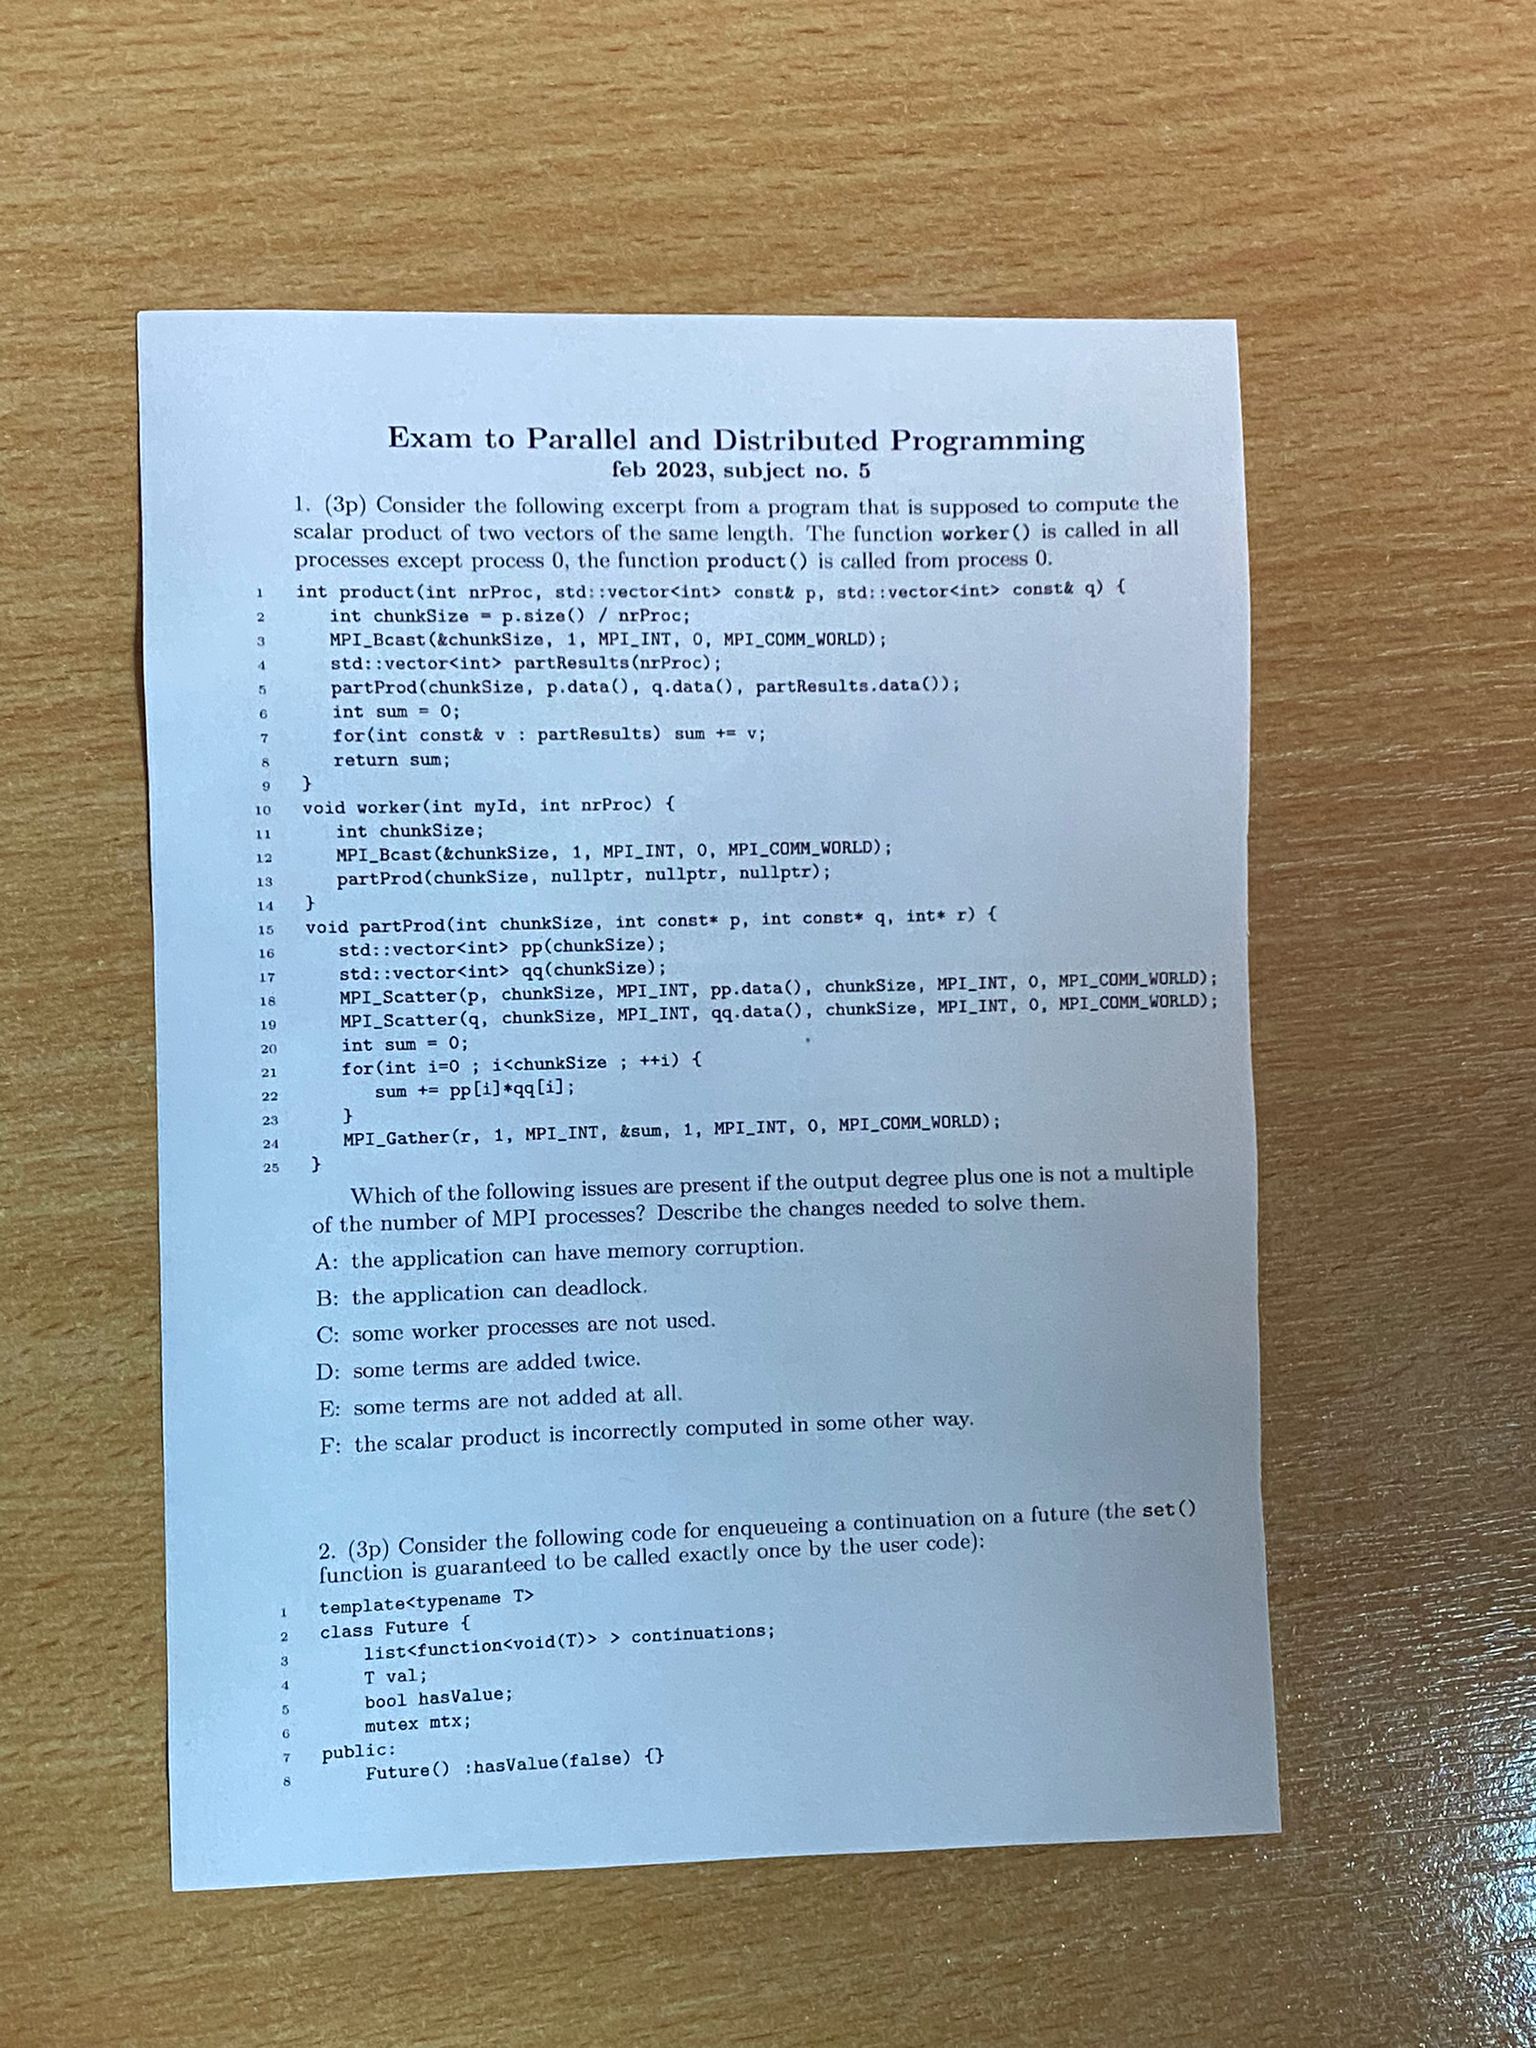 Exam to Parallel and Distributed Programming
feb 2023, subject no. 5
1. (3p) Consider the following excerpt from a program that is supposed to compute the
scalar product of two vectors of the same length. The function worker() is called in all
processes except process 0, the function product() is called from process 0.
1 int product(int nrProc, std::vector<int> const& p, std::vector<int> const& q) {
2 int chunkSize = p.size() / nrProc;
3 MPI_Bcast(&chunkSize, 1, MPI_INT, 0, MPI_COMM_WORLD);
4 std::vector<int> partResults(nrProc);
5 partProd(chunkSize, p.data(), q.data(), partResults.data());
6 int sum = 0;
7 for(int const& v : partResults) sum += v;
8 return sum;
9 }
10 void worker(int myId, int nrProc) {
11 int chunkSize;
12 MPI_Bcast(&chunkSize, 1, MPI_INT, 0, MPI_COMM_WORLD);
13 partProd(chunkSize, nullptr, nullptr, nullptr);
14 }
15 void partProd(int chunkSize, int const* p, int const* q, int* r) {
16 std::vector<int> pp(chunkSize);
17 std::vector<int> qq(chunkSize);
18 MPI_Scatter(p, chunkSize, MPI_INT, pp.data(), chunkSize, MPI_INT, 0, MPI_COMM_WORLD);
19 MPI_Scatter(q, chunkSize, MPI_INT, qq.data(), chunkSize, MPI_INT, 0, MPI_COMM_WORLD);
20 int sum = 0;
21 for(int i=0 ; i<chunkSize ; ++i) {
22 sum += pp[i]*qq[i];
23 }
24 MPI_Gather(r, 1, MPI_INT, &sum, 1, MPI_INT, 0, MPI_COMM_WORLD);
25 }
Which of the following issues are present if the output degree plus one is not a multiple
of the number of MPI processes? Describe the changes needed to solve them.
A: the application can have memory corruption.
B: the application can deadlock.
C: some worker processes are not used.
D: some terms are added twice.
E: some terms are not added at all.
F: the scalar product is incorrectly computed in some other way.
2. (3p) Consider the following code for enqueueing a continuation on a future (the set()
function is guaranteed to be called exactly once by the user code):
1 template<typename T>
2 class Future {
3 list<function<void(T)> > continuations;
4 T val;
5 bool hasValue;
6 mutex mtx;
7 public:
8 Future() :hasValue(false) {}